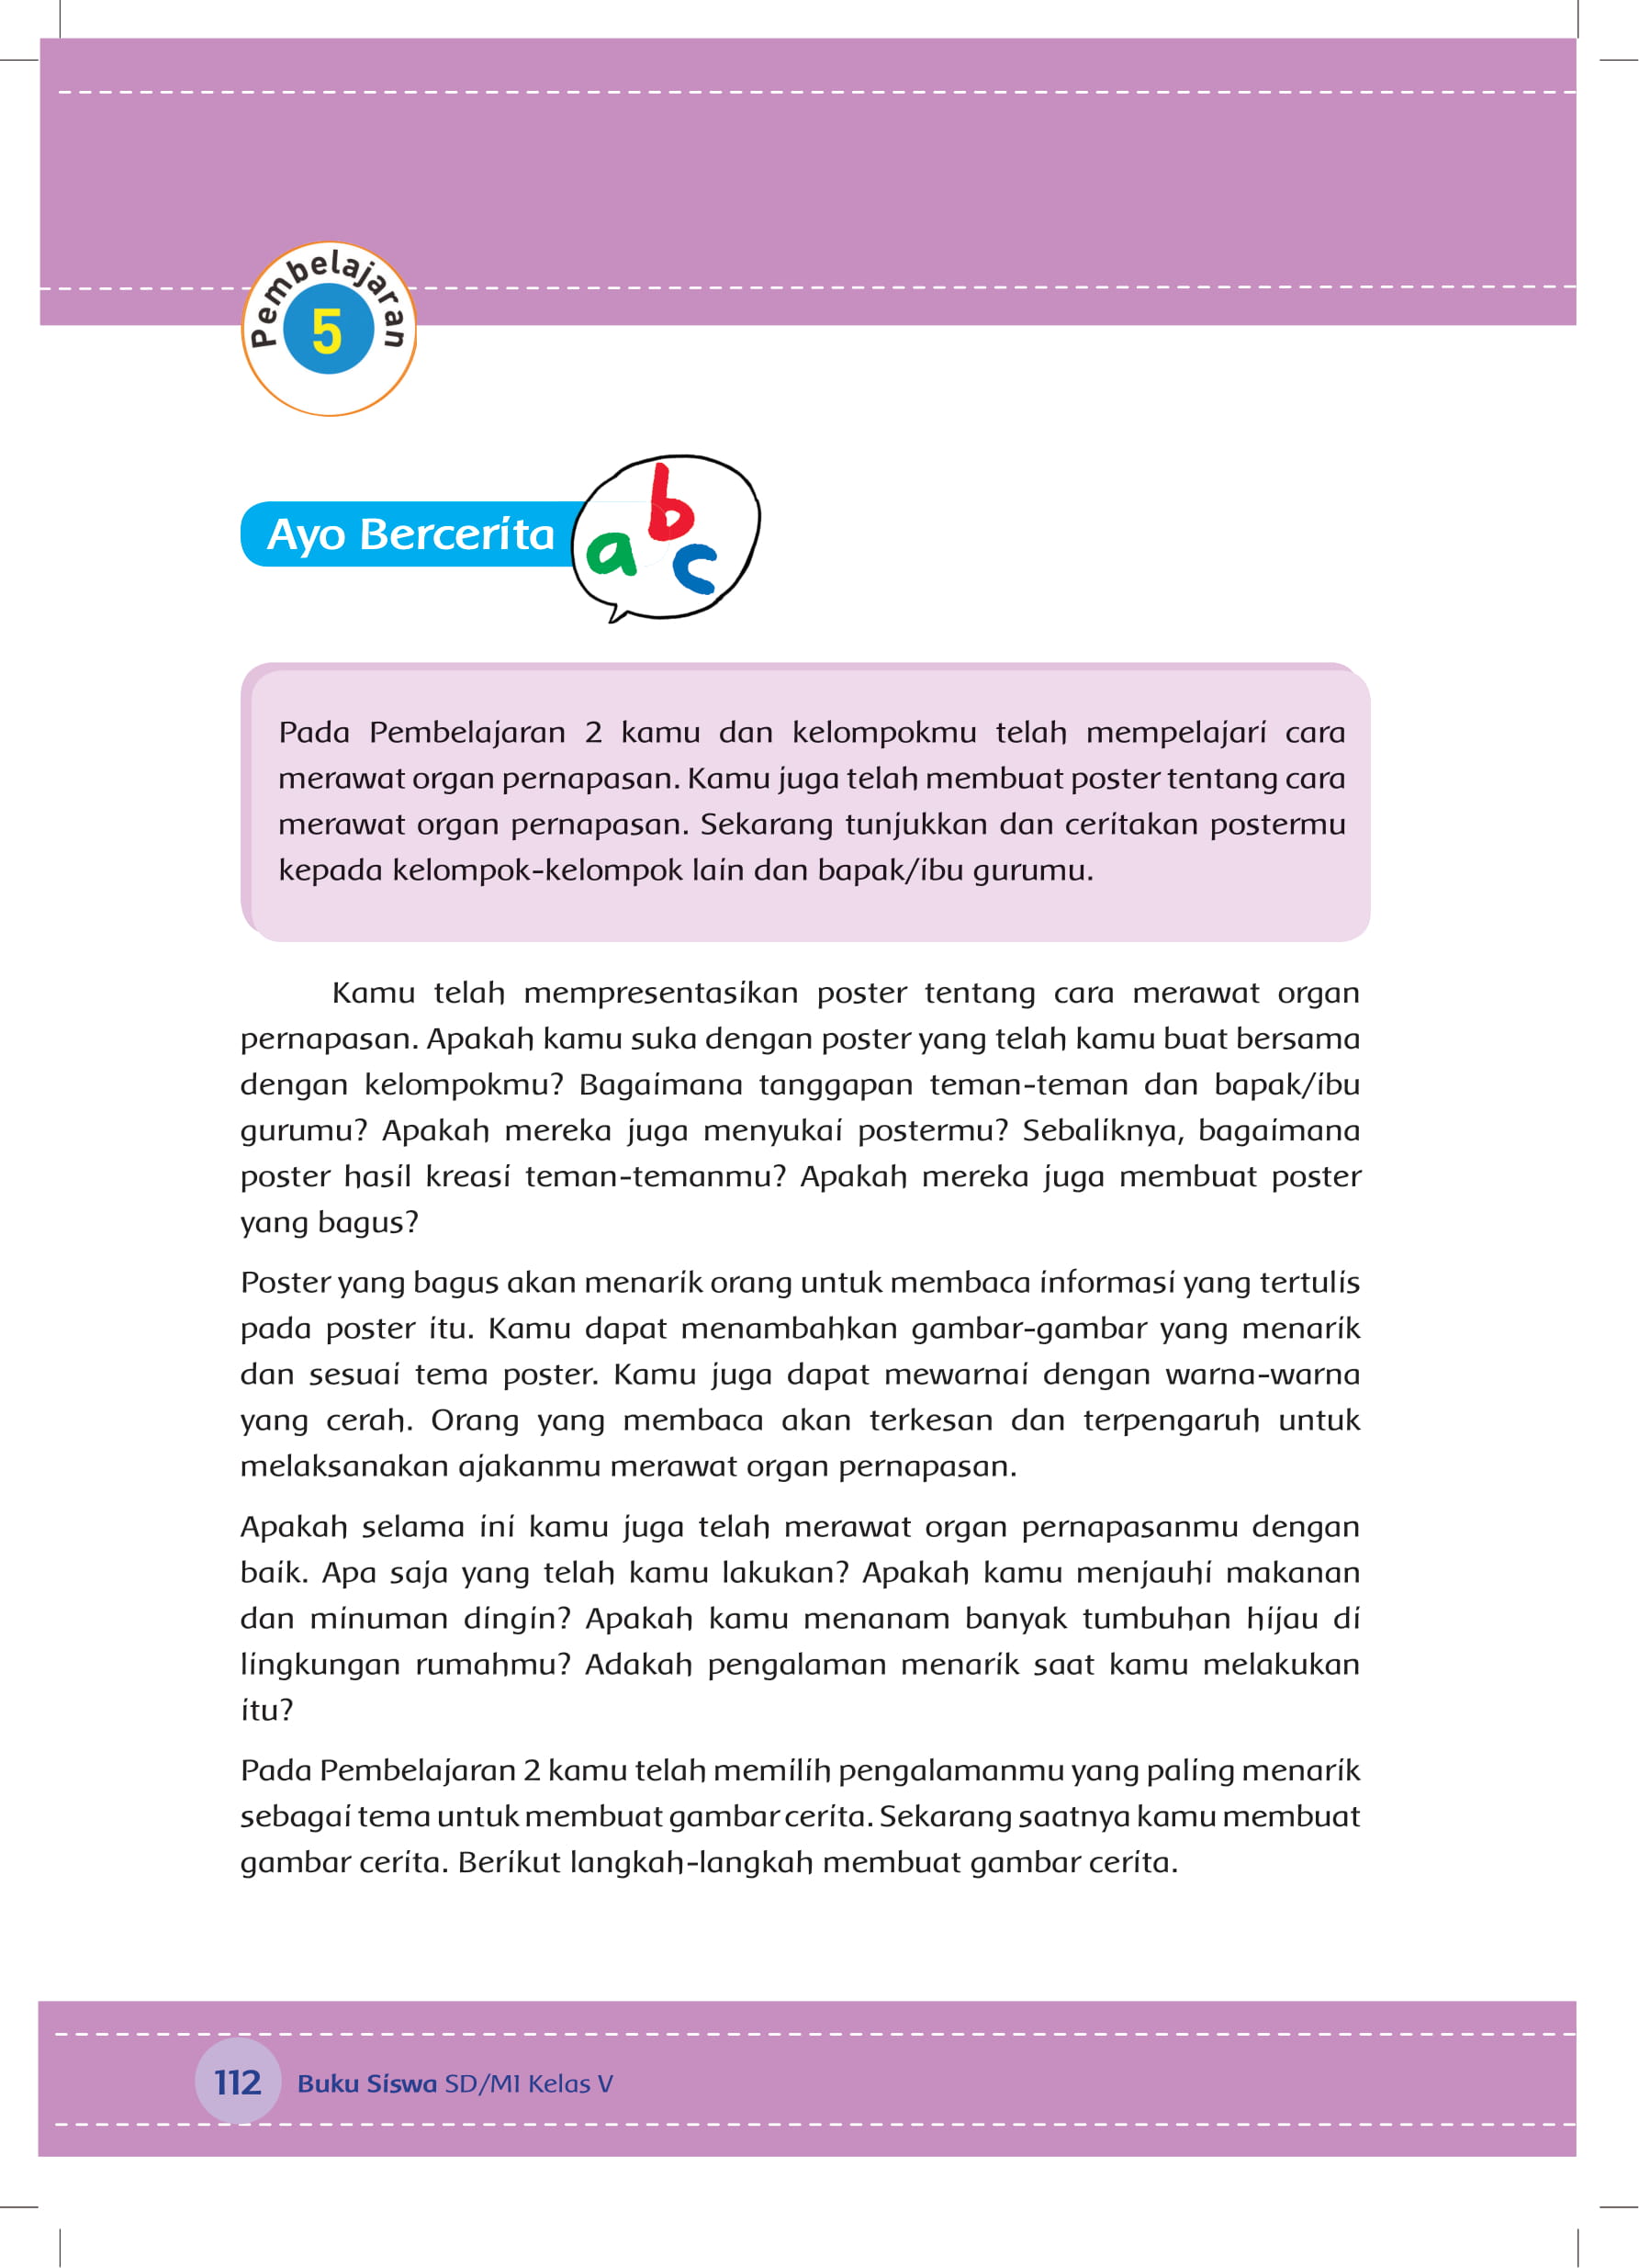 Pembelajaran
5
Ayo Bercerita
a b c
Pada Pembelajaran 2 kamu dan kelompokmu telah mempelajari cara
merawat organ pernapasan. Kamu juga telah membuat poster tentang cara
merawat organ pernapasan. Sekarang tunjukkan dan ceritakan postermu
kepada kelompok-kelompok lain dan bapak/ibu gurumu.
Kamu telah mempresentasikan poster tentang cara merawat organ
pernapasan. Apakah kamu suka dengan poster yang telah kamu buat bersama
dengan kelompokmu? Bagaimana tanggapan teman-teman dan bapak/ibu
gurumu? Apakah mereka juga menyukai postermu? Sebaliknya, bagaimana
poster hasil kreasi teman-temanmu? Apakah mereka juga membuat poster
yang bagus?
Poster yang bagus akan menarik orang untuk membaca informasi yang tertulis
pada poster itu. Kamu dapat menambahkan gambar-gambar yang menarik
dan sesuai tema poster. Kamu juga dapat mewarnai dengan warna-warna
yang cerah. Orang yang membaca akan terkesan dan terpengaruh untuk
melaksanakan ajakanmu merawat organ pernapasan.
Apakah selama ini kamu juga telah merawat organ pernapasanmu dengan
baik. Apa saja yang telah kamu lakukan? Apakah kamu menjauhi makanan
dan minuman dingin? Apakah kamu menanam banyak tumbuhan hijau di
lingkungan rumahmu? Adakah pengalaman menarik saat kamu melakukan
itu?
Pada Pembelajaran 2 kamu telah memilih pengalamanmu yang paling menarik
sebagai tema untuk membuat gambar cerita. Sekarang saatnya kamu membuat
gambar cerita. Berikut langkah-langkah membuat gambar cerita.
112 Buku Siswa SD/MI Kelas V